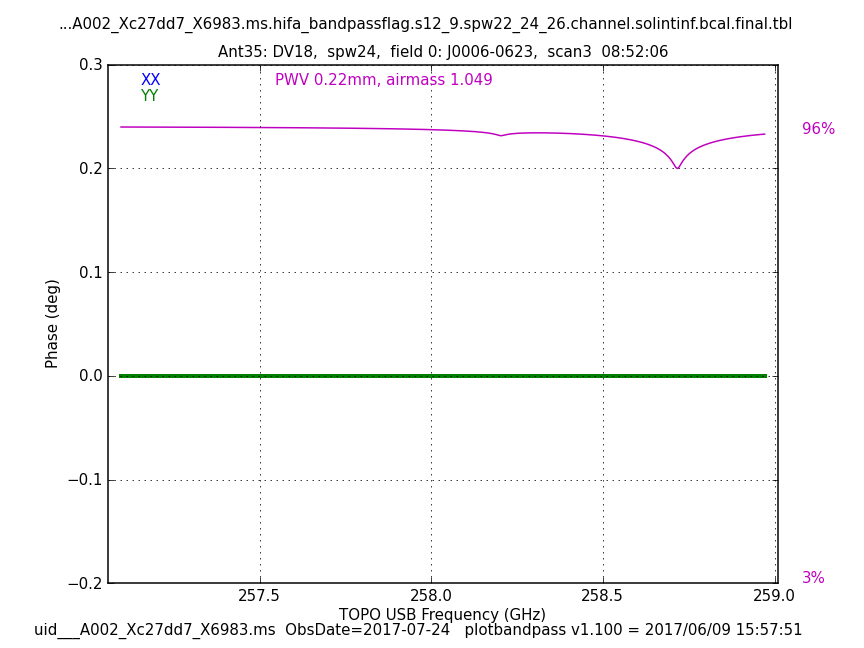 ...A002_Xc27dd7_X6983.ms.hifa_bandpassflag.s12_9.spw22_24_26.channel.solintinf.bcal.final.tbl
Ant35: DV18, spw24, field 0: J0006-0623, scan3 08:52:06
XX
PWV 0.22mm, airmass 1.049
YY
0.3
96%
0.2
0.1
Phase (deg)
0.0
−0.1
−0.2
3%
257.5
258.0
258.5
259.0
TOPO USB Frequency (GHz)
uid___A002_Xc27dd7_X6983.ms ObsDate=2017-07-24 plotbandpass v1.100 = 2017/06/09 15:57:51